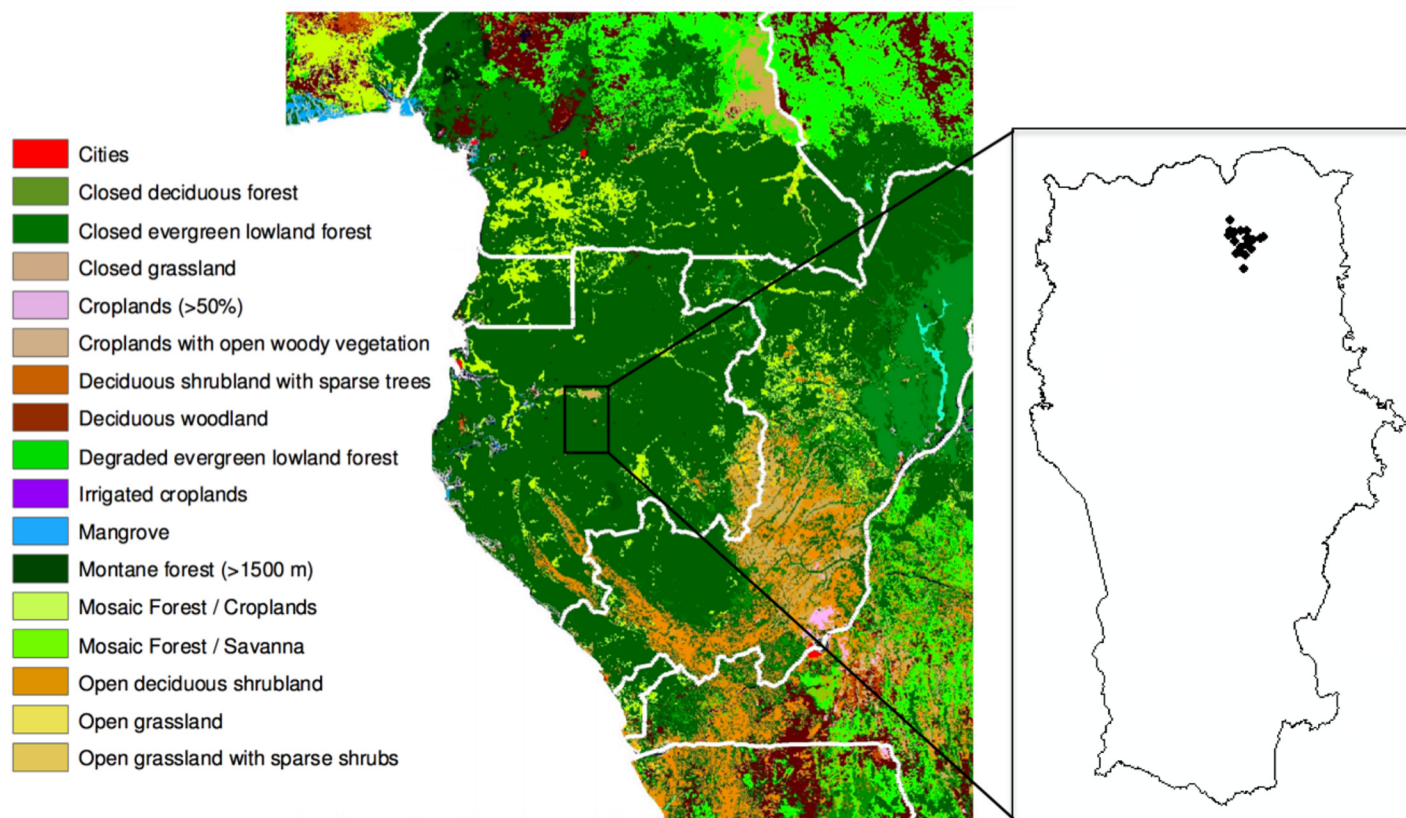 Cities
Closed deciduous forest
Closed evergreen lowland forest
Closed grassland
Croplands (>50%)
Croplands with open woody vegetation
Deciduous shrubland with sparse trees
Deciduous woodland
Degraded evergreen lowland forest
Irrigated croplands
Mangrove
Montane forest (>1500 m)
Mosaic Forest / Croplands
Mosaic Forest / Savanna
Open deciduous shrubland
Open grassland
Open grassland with sparse shrubs